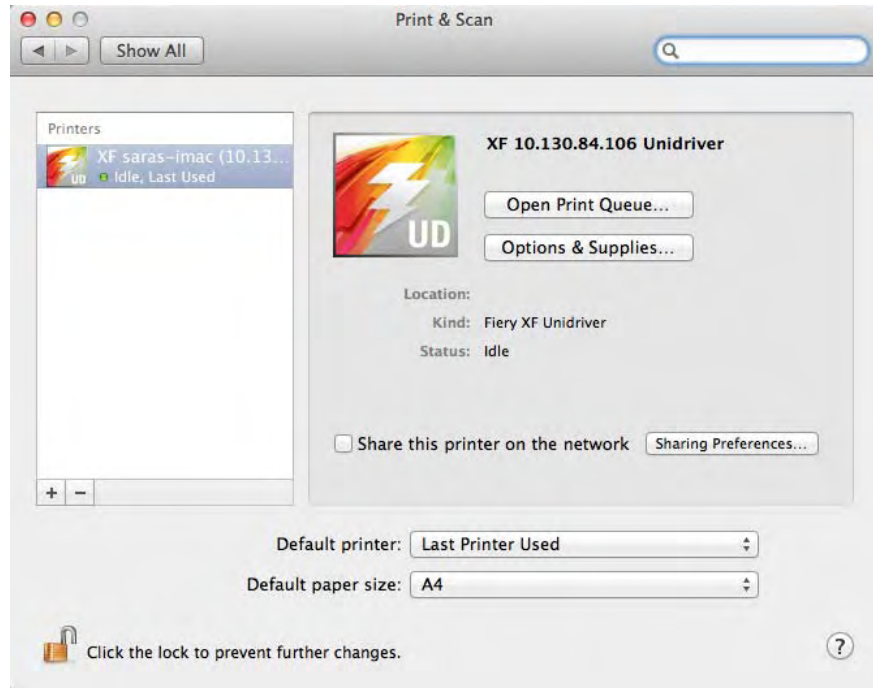 Print & Scan
Show All
Printers
XF saras-imac (10.13...
UD
Idle, Last Used
XF 10.130.84.106 Unidriver
UD
Open Print Queue...
Options & Supplies...
Location:
Kind: Fiery XF Unidriver
Status: Idle
Share this printer on the network Sharing Preferences...
+ −
Default printer: Last Printer Used
Default paper size: A4
Click the lock to prevent further changes.
?